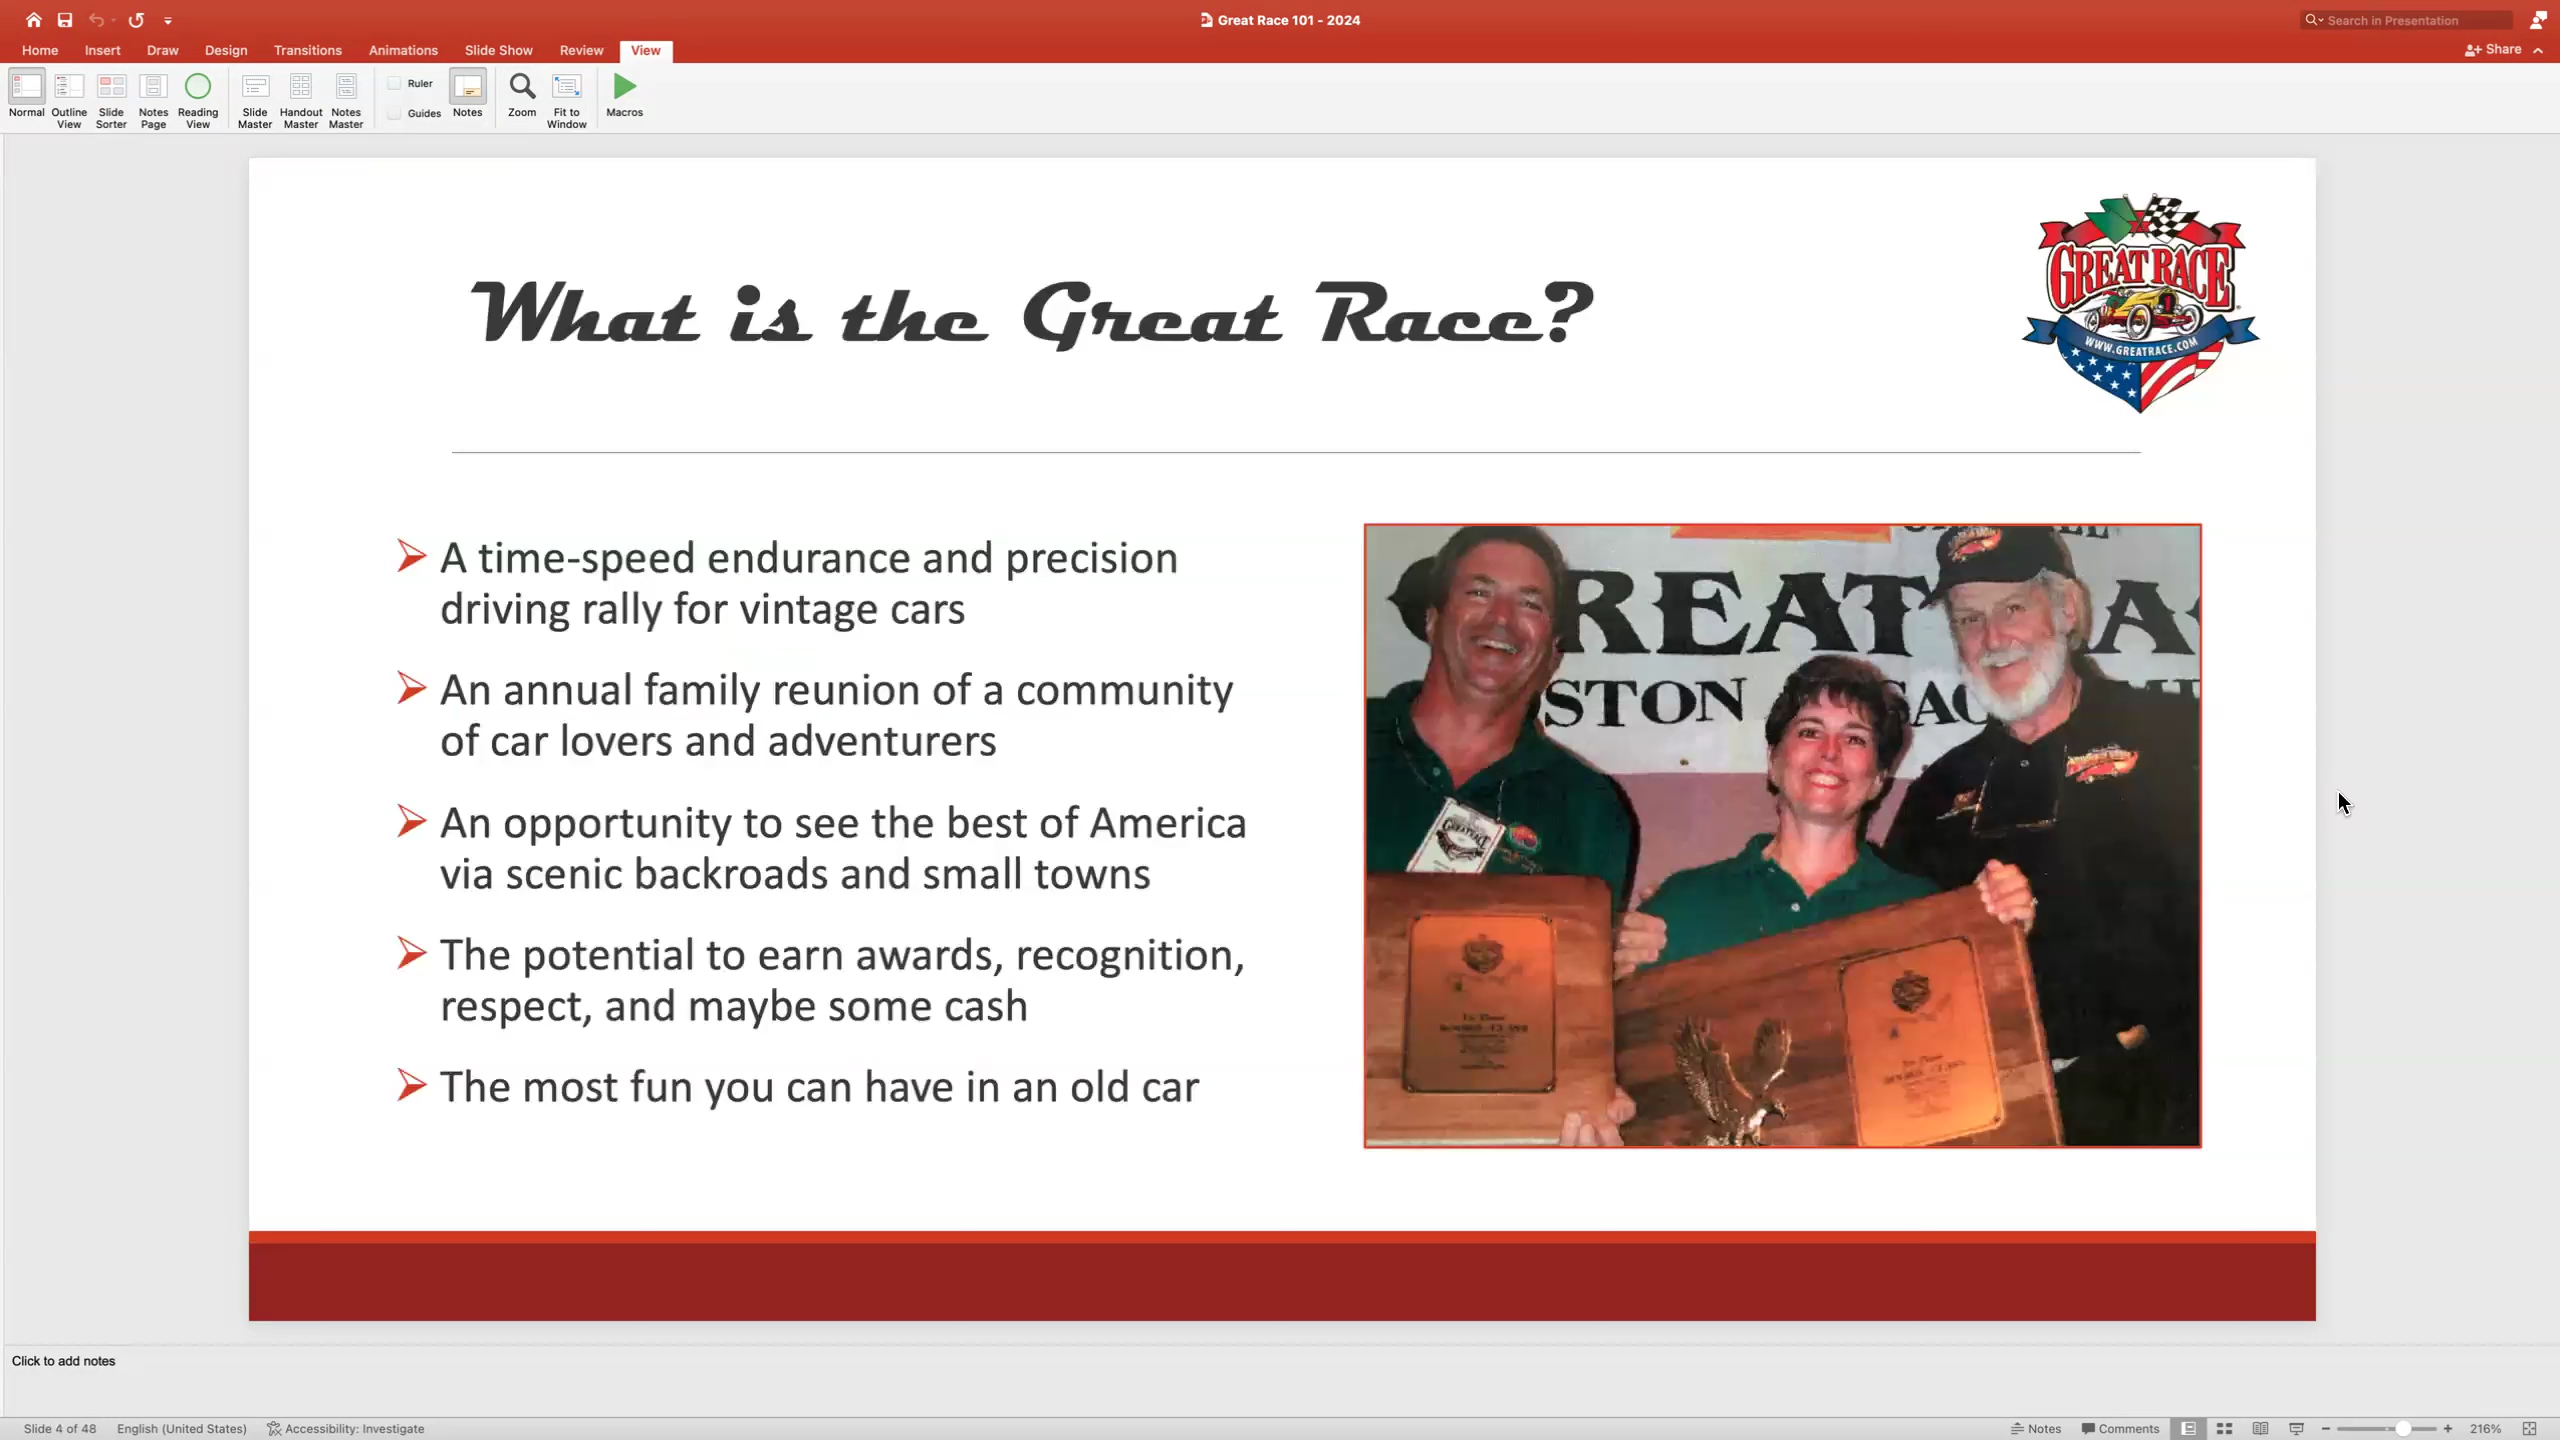 Great Race 101 - 2024
Search in Presentation
Home Insert Draw Design Transitions Animations Slide Show Review View
Share
Normal
Outline View
Slide Sorter
Notes Page
Reading View
Slide Master
Handout Master
Notes Master
Ruler
Guides
Notes
Zoom
Fit to Window
Macros
GREAT RACE
WWW.GREATRACE.COM
What is the Great Race?
A time-speed endurance and precision
driving rally for vintage cars
An annual family reunion of a community
of car lovers and adventurers
An opportunity to see the best of America
via scenic backroads and small towns
The potential to earn awards, recognition,
respect, and maybe some cash
The most fun you can have in an old car
Click to add notes
Slide 4 of 48 English (United States) Accessibility: Investigate
Notes Comments 216%